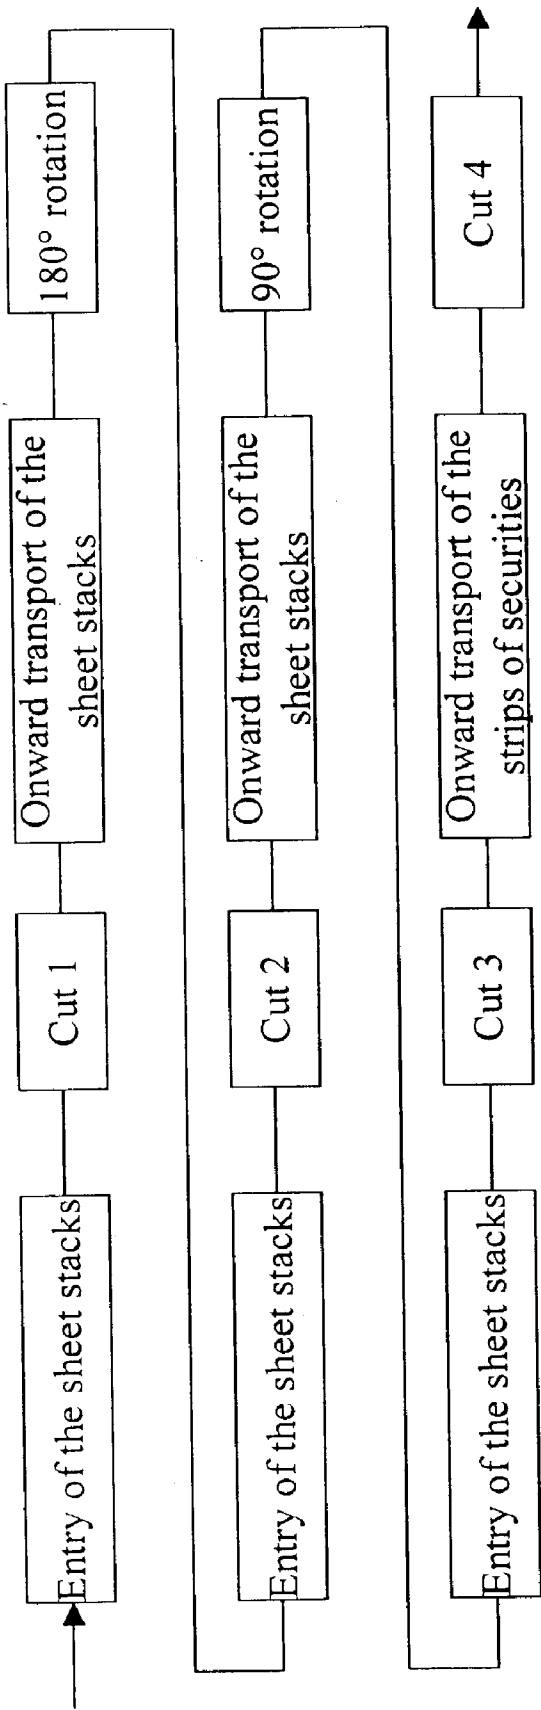 Entry of the sheet stacks
Cut 1
Onward transport of the
sheet stacks
180° rotation
Entry of the sheet stacks
Cut 2
Onward transport of the
sheet stacks
90° rotation
Entry of the sheet stacks
Cut 3
Onward transport of the
strips of securities
Cut 4